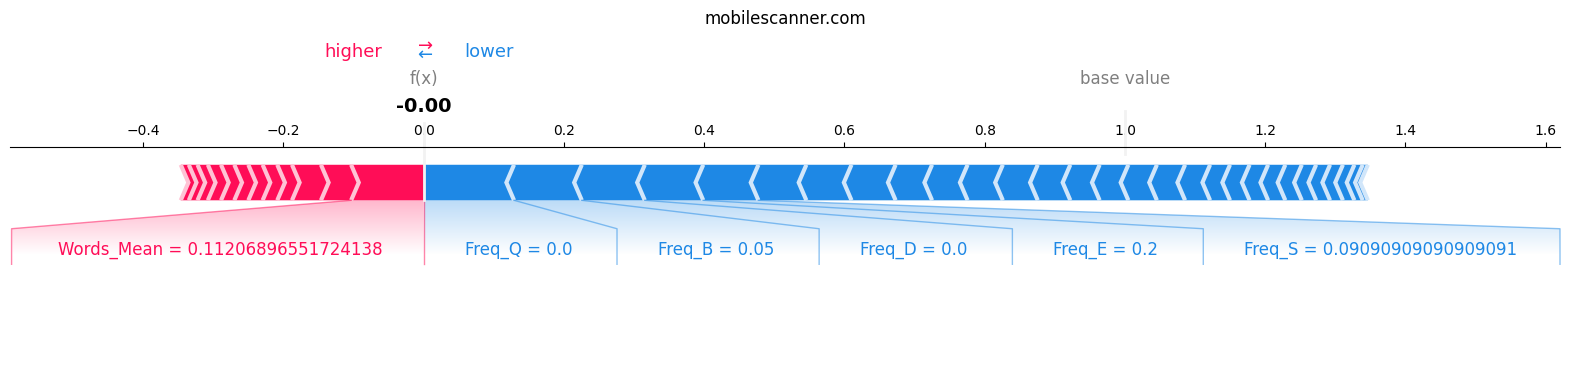 mobilescanner.com
higher ⇄ lower
f(x) base value
-0.00
−0.4 −0.2 0.0 0.2 0.4 0.6 0.8 1.0 1.2 1.4 1.6
Words_Mean = 0.11206896551724138 Freq_Q = 0.0 Freq_B = 0.05 Freq_D = 0.0 Freq_E = 0.2 Freq_S = 0.09090909090909091